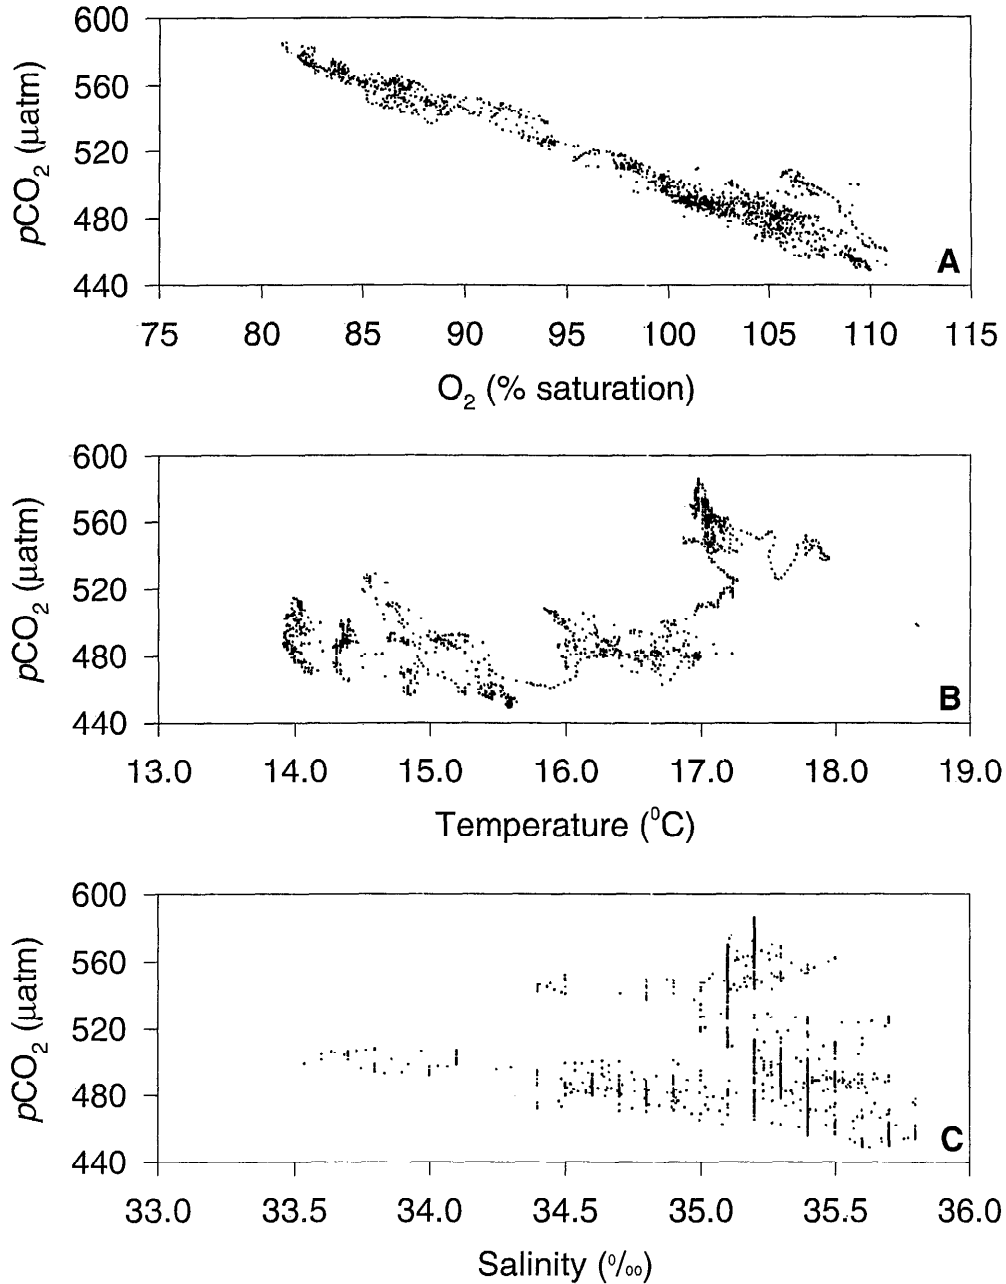 600
560
520
480
440
pCO₂ (µatm)
A
75 80 85 90 95 100 105 110 115
O₂ (% saturation)
600
560
520
480
440
pCO₂ (µatm)
B
13.0 14.0 15.0 16.0 17.0 18.0 19.0
Temperature (⁰C)
600
560
520
480
440
pCO₂ (µatm)
C
33.0 33.5 34.0 34.5 35.0 35.5 36.0
Salinity (⁰/₀₀)